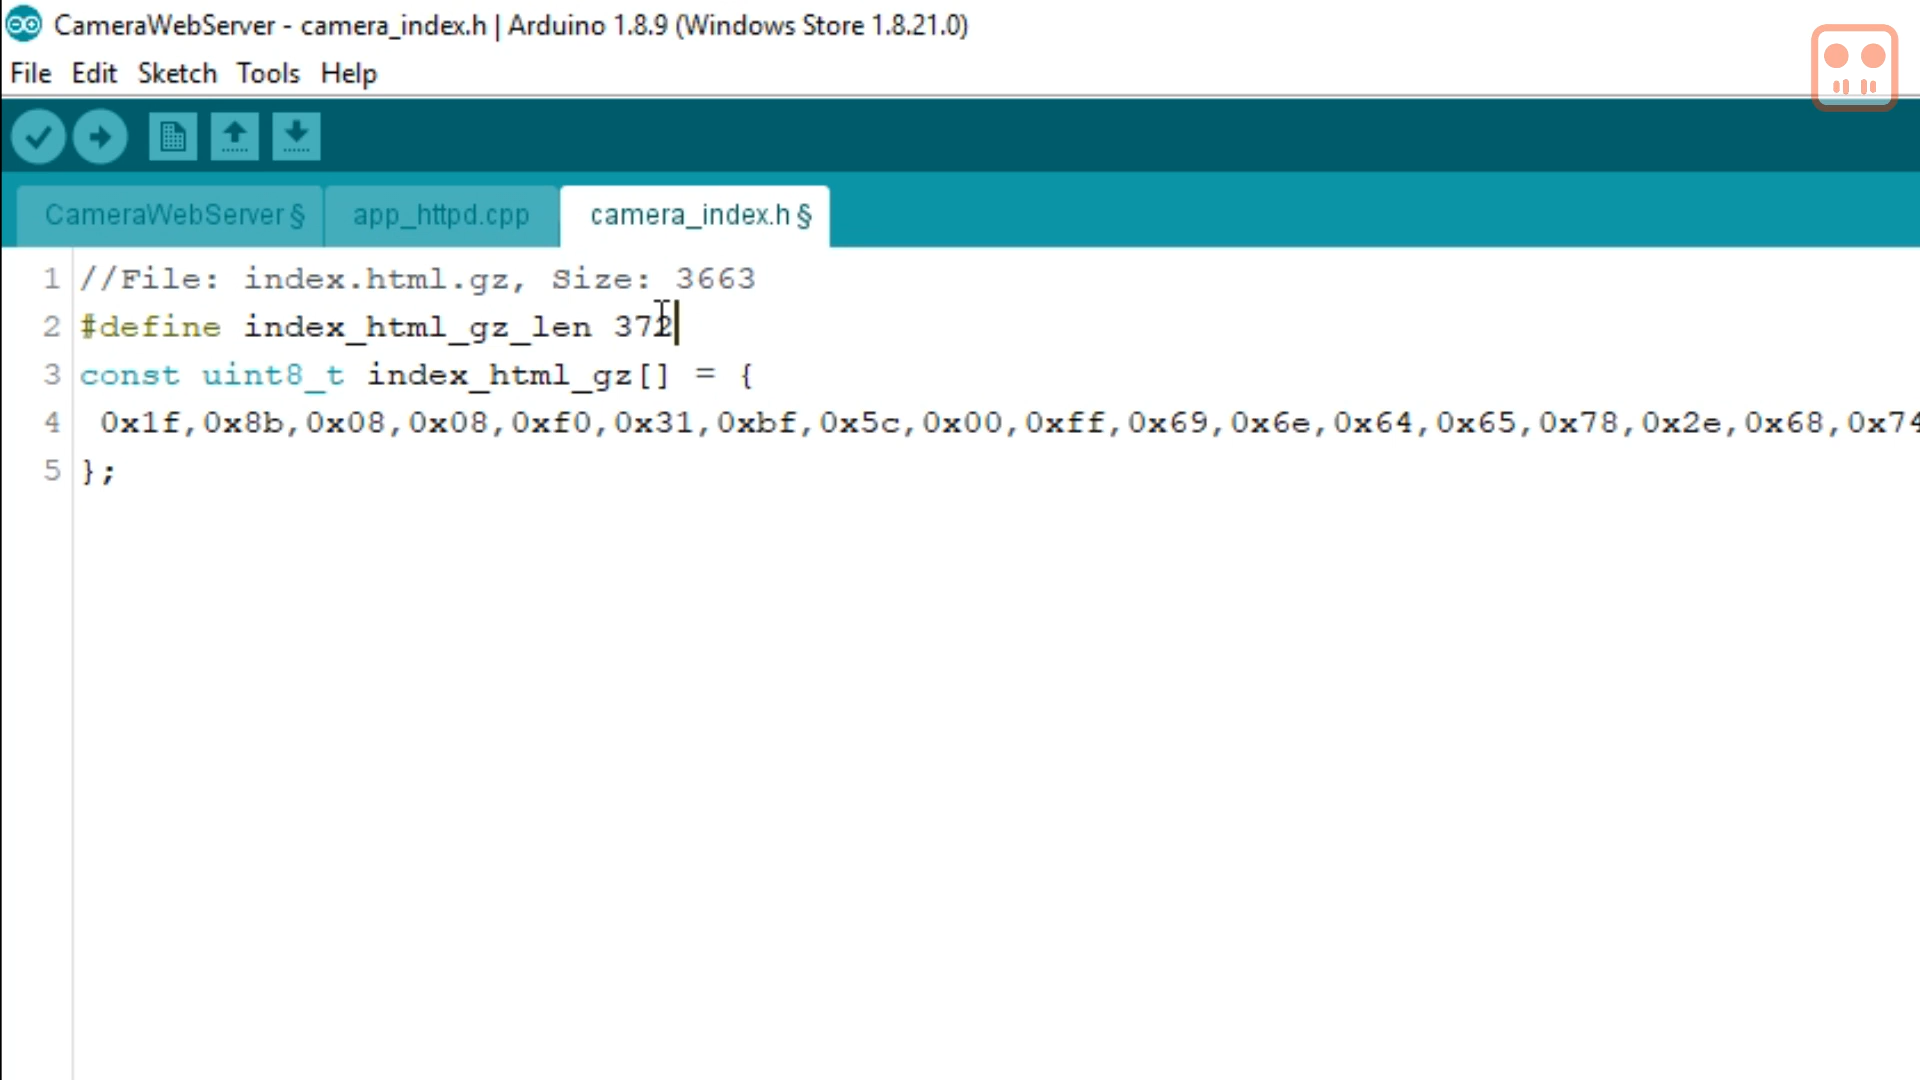 CameraWebServer - camera_index.h | Arduino 1.8.9 (Windows Store 1.8.21.0)
File Edit Sketch Tools Help
CameraWebServer § app_httpd.cpp camera_index.h §
1 //File: index.html.gz, Size: 3663
2 #define index_html_gz_len 372
3 const uint8_t index_html_gz[] = {
4 0x1f,0x8b,0x08,0x08,0xf0,0x31,0xbf,0x5c,0x00,0xff,0x69,0x6e,0x64,0x65,0x78,0x2e,0x68,0x74
5 };